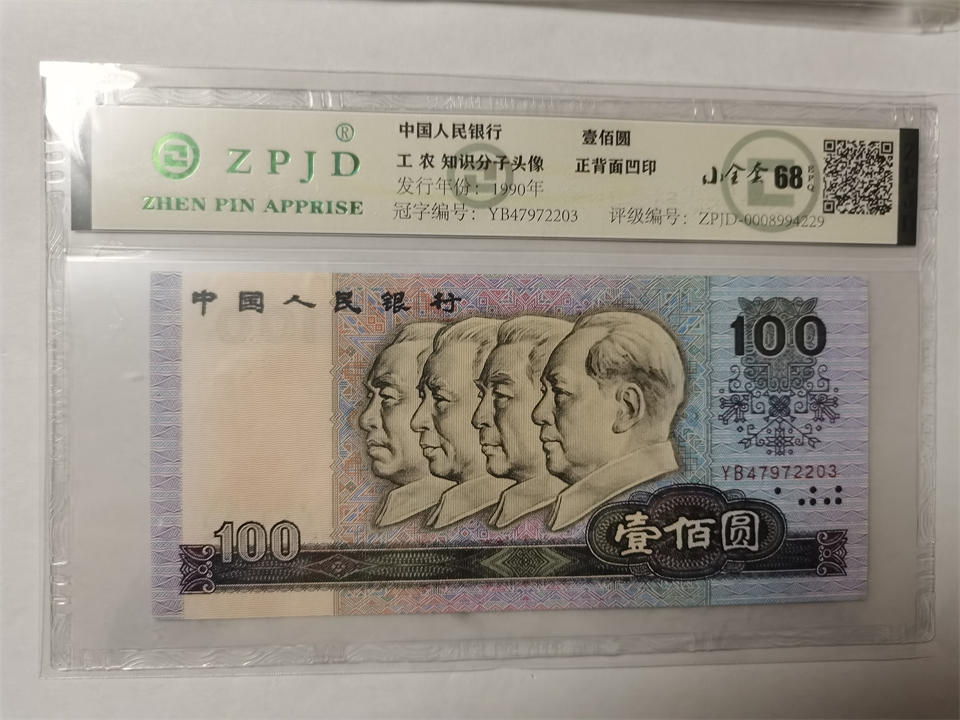 ZPJD®
ZHEN PIN APPRISE
中国人民银行 壹佰圆
工 农 知识分子头像 正背面凹印
发行年份：1990年
冠字编号：YB47972203 评级编号：ZPJD-0008994229
小全套 68 EPQ
中国人民银行
100
YB47972203
100
壹佰圆